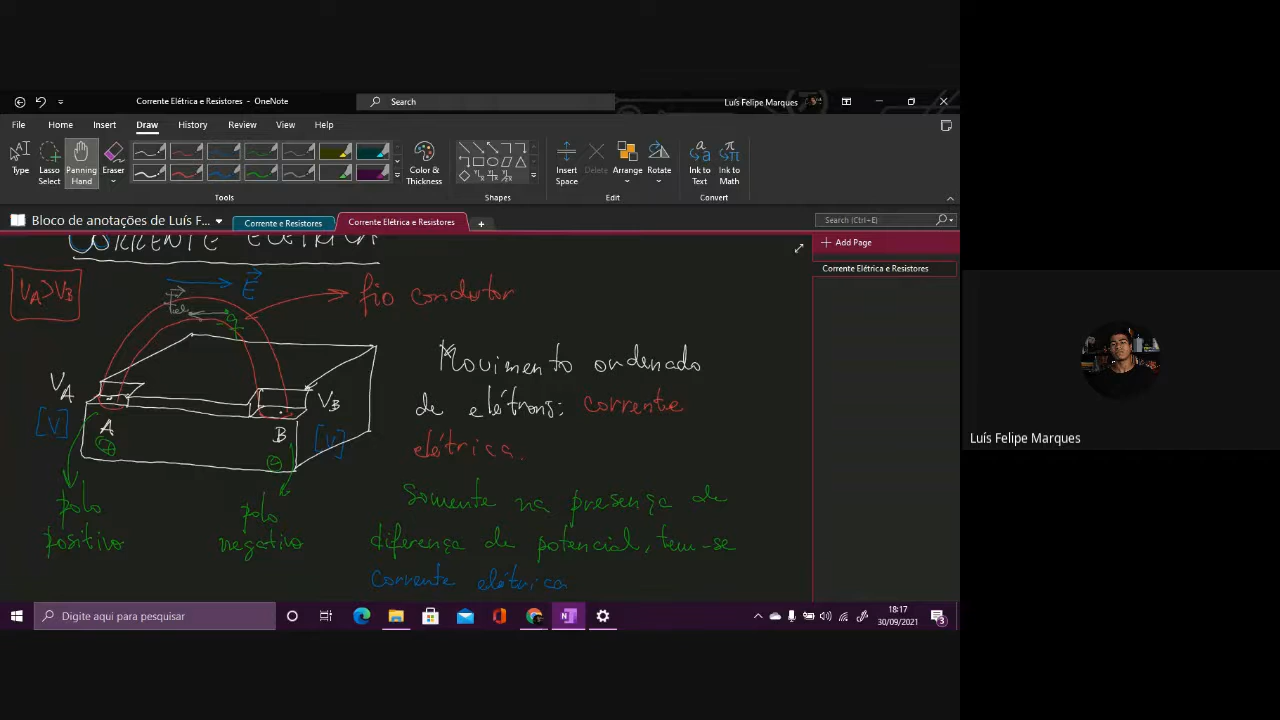 Corrente Elétrica e Resistores - OneNote
Search
Luís Felipe Marques
File Home Insert Draw History Review View Help
Type
Lasso Select
Panning Hand
Eraser
Color & Thickness
Insert Space
Delete
Arrange
Rotate
Ink to Text
Ink to Math
Tools
Shapes
Edit
Convert
Bloco de anotações de Luís F...
Corrente e Resistores
Corrente Elétrica e Resistores
+
Search (Ctrl+E)
Add Page
Corrente Elétrica e Resistores
CORRENTE ELÉTRICA
VA>VB
E
fio condutor
q
Movimento ordenado
de elétrons: corrente
elétrica.
VA
VB
[V]
[V]
A
B
+
-
polo
positivo
polo
negativo
Somente na presença de
diferença de potencial, tem-se
corrente elétrica
Luís Felipe Marques
Digite aqui para pesquisar
18:17
30/09/2021
3